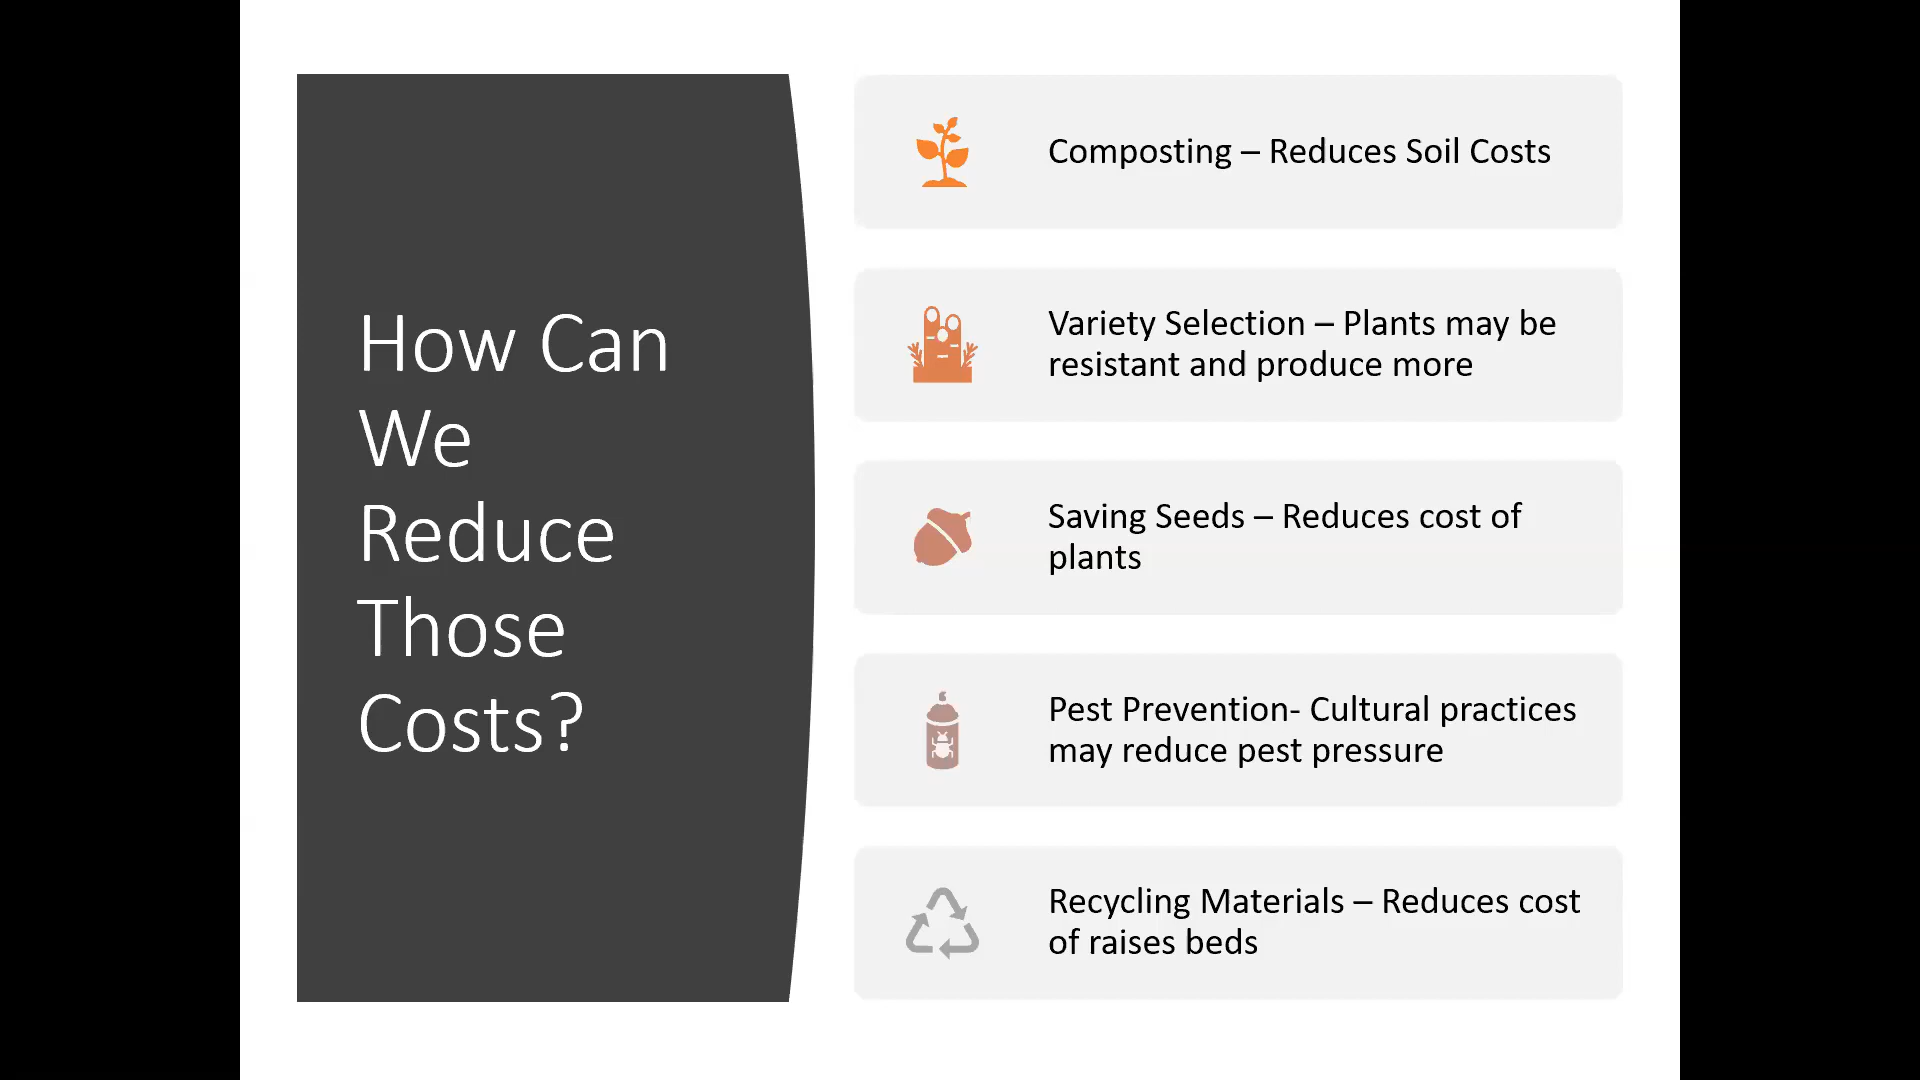 How Can
We
Reduce
Those
Costs?
Composting – Reduces Soil Costs
Variety Selection – Plants may be
resistant and produce more
Saving Seeds – Reduces cost of
plants
Pest Prevention- Cultural practices
may reduce pest pressure
Recycling Materials – Reduces cost
of raises beds